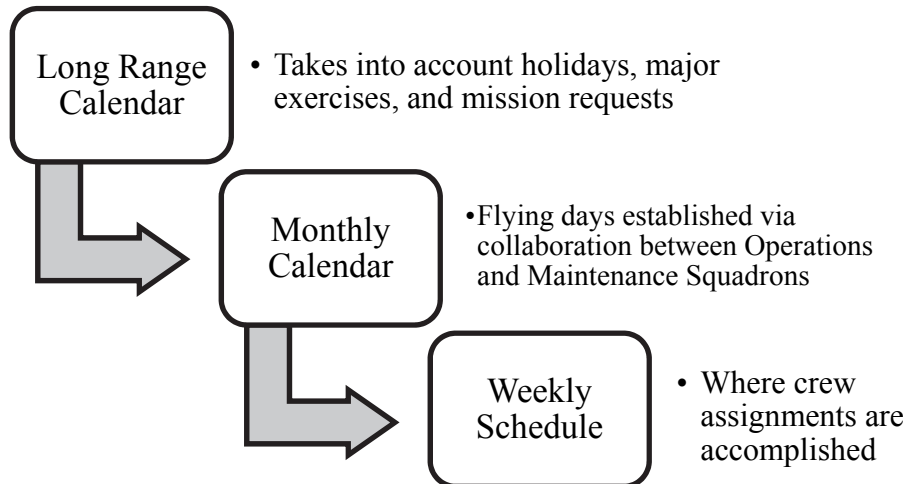 Long Range
Calendar
• Takes into account holidays, major
exercises, and mission requests
Monthly
Calendar
•Flying days established via
collaboration between Operations
and Maintenance Squadrons
Weekly
Schedule
• Where crew
assignments are
accomplished